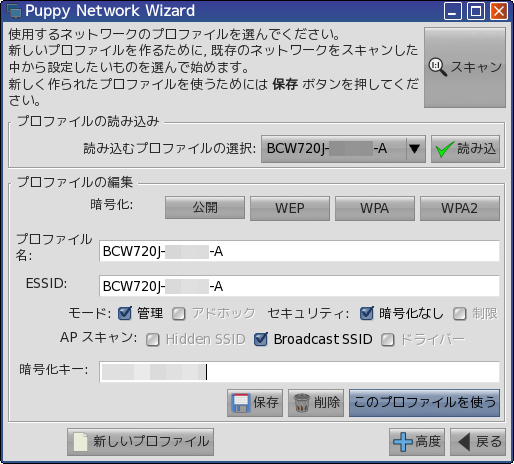 Puppy Network Wizard
使用するネットワークのプロファイルを選んでください。
新しいプロファイルを作るために, 既存のネットワークをスキャンした
中から設定したいものを選んで始めます。
新しく作られたプロファイルを使うためには 保存 ボタンを押してくだ
さい。
スキャン
プロファイルの読み込み
読み込むプロファイルの選択: BCW720J- -A 読み込
プロファイルの編集
暗号化: 公開 WEP WPA WPA2
プロファイル
名: BCW720J- -A
ESSID: BCW720J- -A
モード: 管理 アドホック セキュリティ: 暗号化なし 制限
AP スキャン: Hidden SSID Broadcast SSID ドライバー
暗号化キー:
保存 削除 このプロファイルを使う
新しいプロファイル 高度 戻る